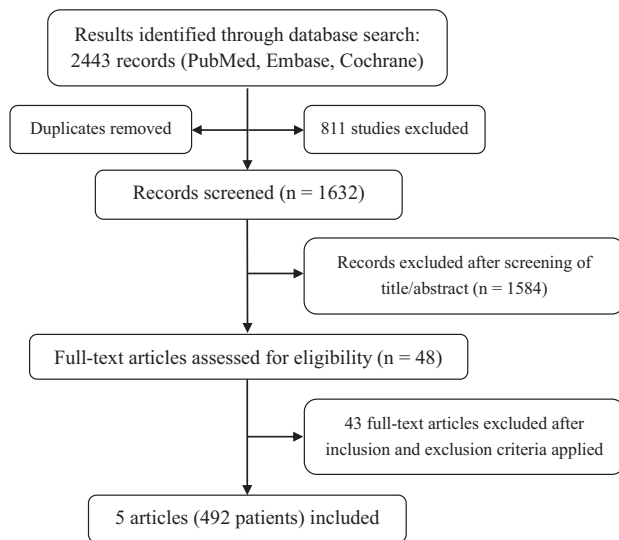 Results identified through database search:
2443 records (PubMed, Embase, Cochrane)
Duplicates removed
811 studies excluded
Records screened (n = 1632)
Records excluded after screening of
title/abstract (n = 1584)
Full-text articles assessed for eligibility (n = 48)
43 full-text articles excluded after
inclusion and exclusion criteria applied
5 articles (492 patients) included